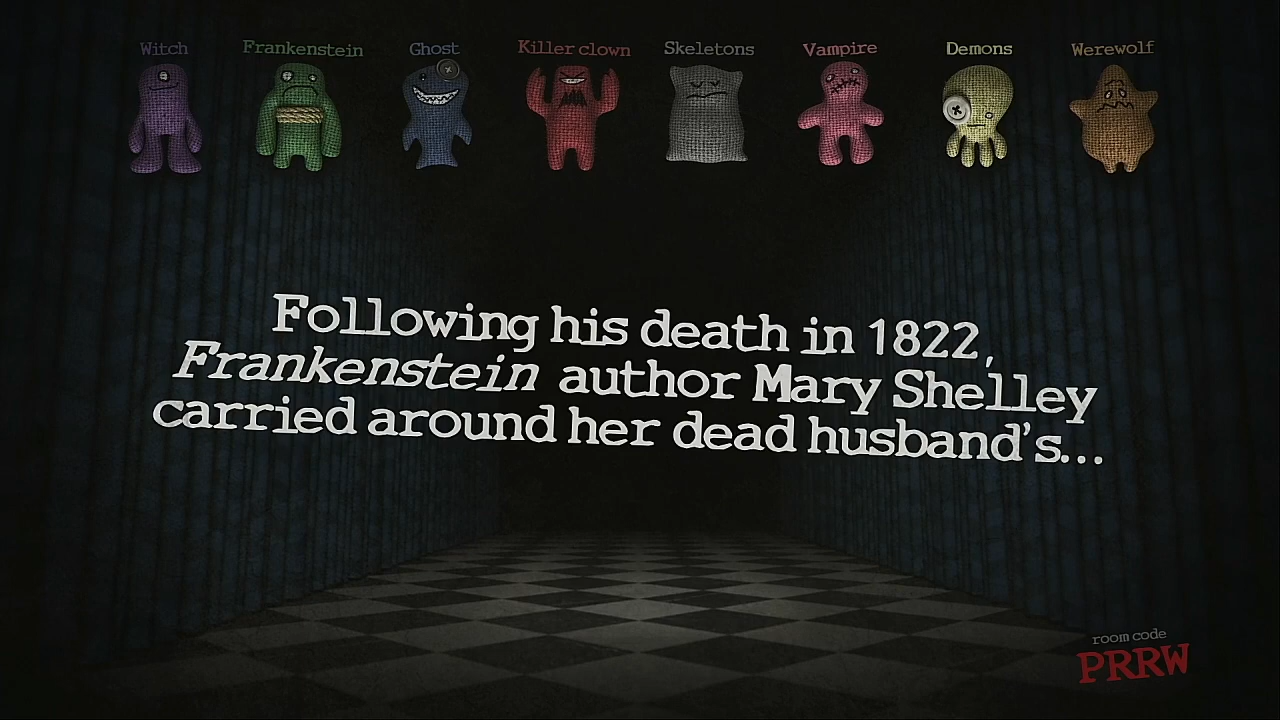 Witch
Frankenstein
Ghost
Killer clown
Skeletons
Vampire
Demons
Werewolf
Following his death in 1822,
Frankenstein author Mary Shelley
carried around her dead husband's...
room code
PRRW